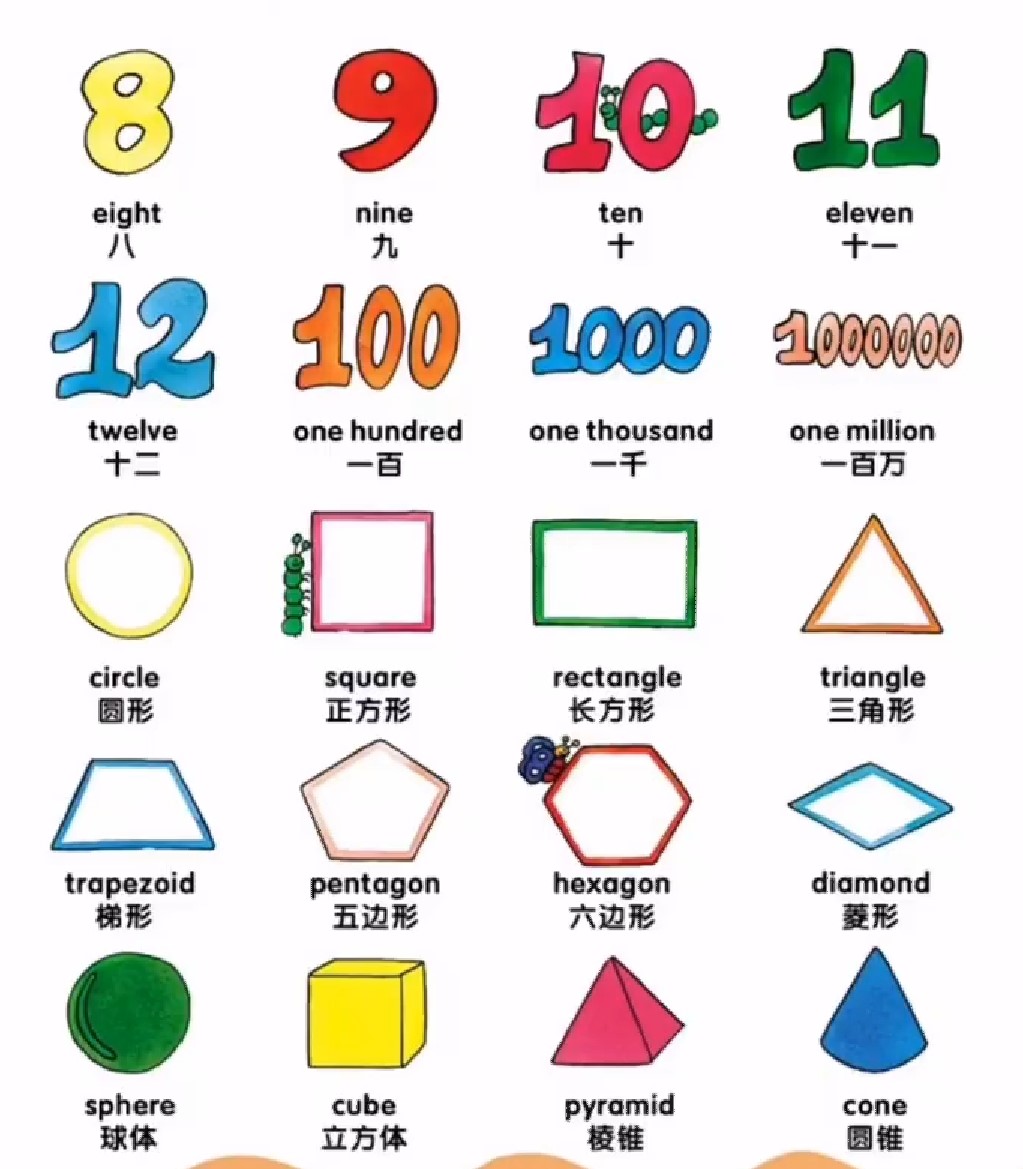 8 9 10 11
eight nine ten eleven
八 九 十 十一
12 100 1000 1000000
twelve one hundred one thousand one million
十二 一百 一千 一百万
circle square rectangle triangle
圆形 正方形 长方形 三角形
trapezoid pentagon hexagon diamond
梯形 五边形 六边形 菱形
sphere cube pyramid cone
球体 立方体 棱锥 圆锥